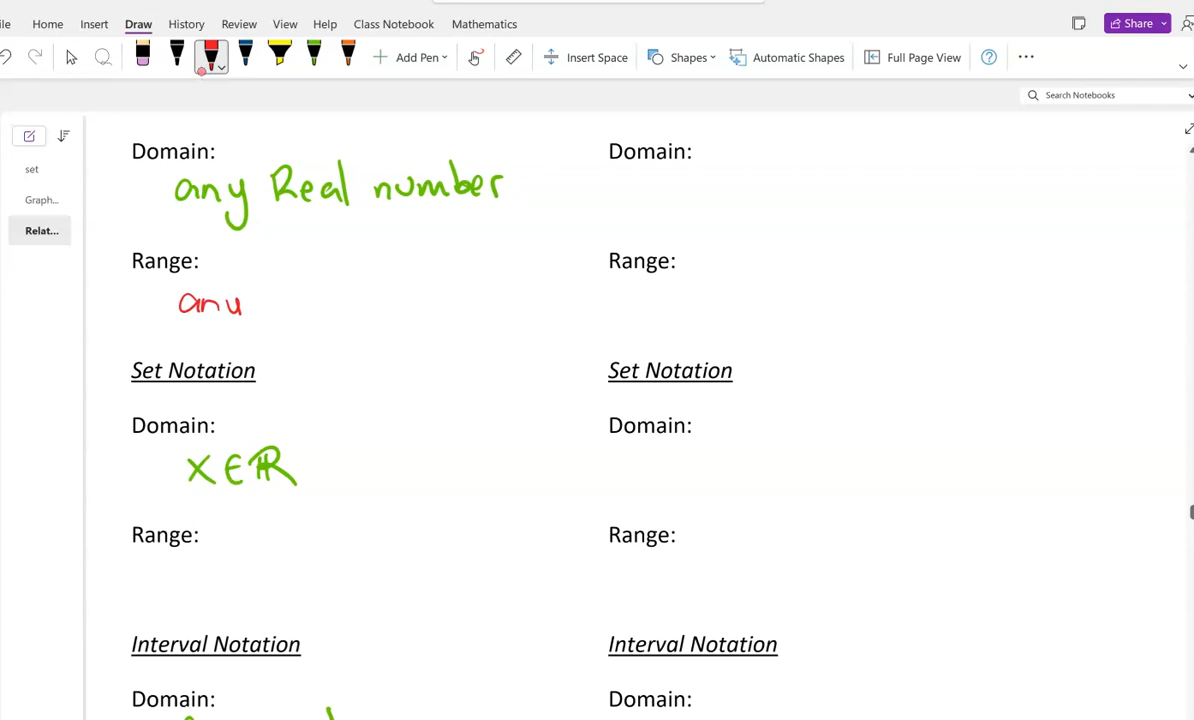 ile Home Insert Draw History Review View Help Class Notebook Mathematics Share
Add Pen Insert Space Shapes Automatic Shapes Full Page View
Search Notebooks
set
Graph...
Relat...
Domain: Domain:
any Real number
Range: Range:
anu
Set Notation Set Notation
Domain: Domain:
x∈ℝ
Range: Range:
Interval Notation Interval Notation
Domain: Domain: